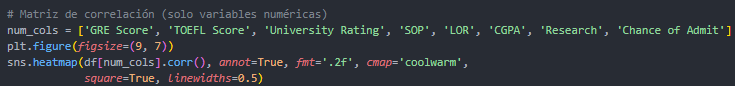 # Matriz de correlación (solo variables numéricas)
num_cols = ['GRE Score', 'TOEFL Score', 'University Rating', 'SOP', 'LOR', 'CGPA', 'Research', 'Chance of Admit']
plt.figure(figsize=(9, 7))
sns.heatmap(df[num_cols].corr(), annot=True, fmt='.2f', cmap='coolwarm',
            square=True, linewidths=0.5)